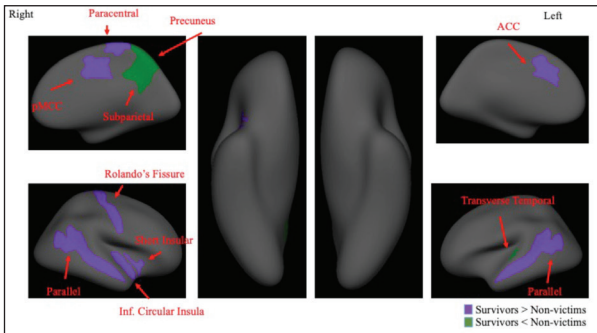 Right
Paracentral
Precuneus
Left
ACC
pMCC
Subparietal
Rolando's Fissure
Short Insular
Transverse Temporal
Parallel
Inf. Circular Insula
Parallel
Survivors > Non-victims
Survivors < Non-victims